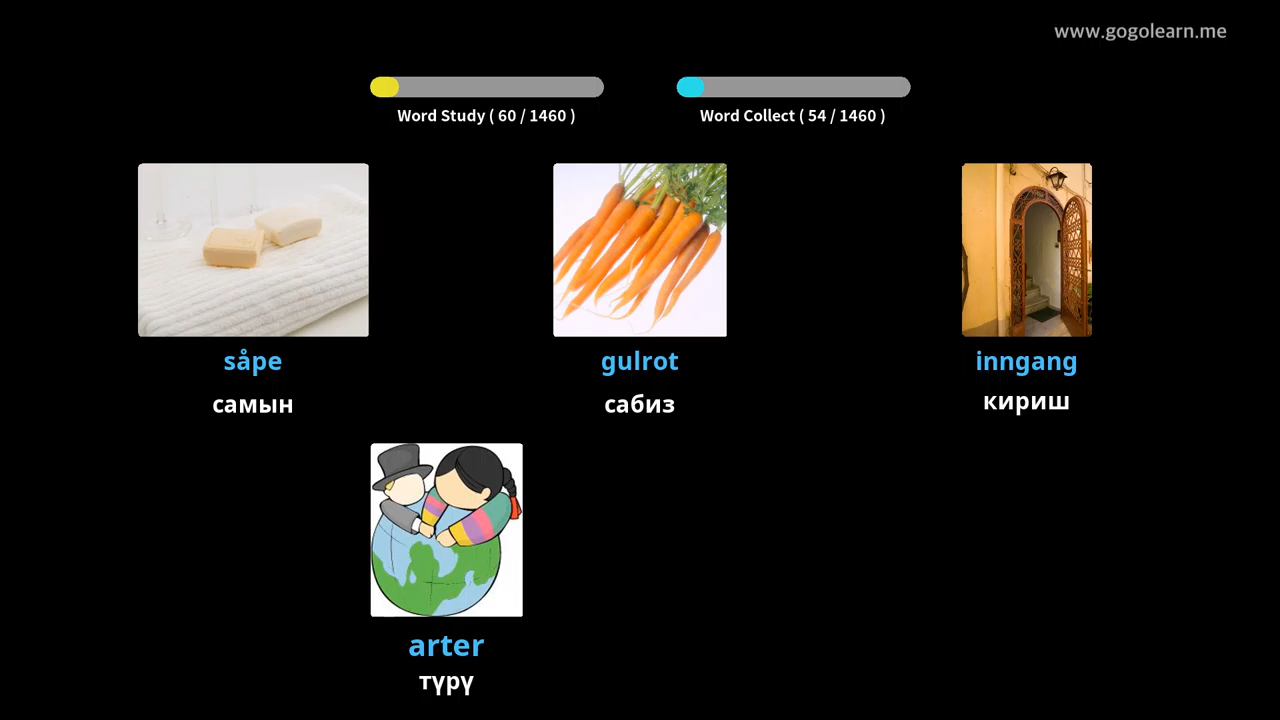 www.gogolearn.me
Word Study ( 60 / 1460 )
Word Collect ( 54 / 1460 )
såpe
gulrot
inngang
самын
сабиз
кириш
arter
түрү